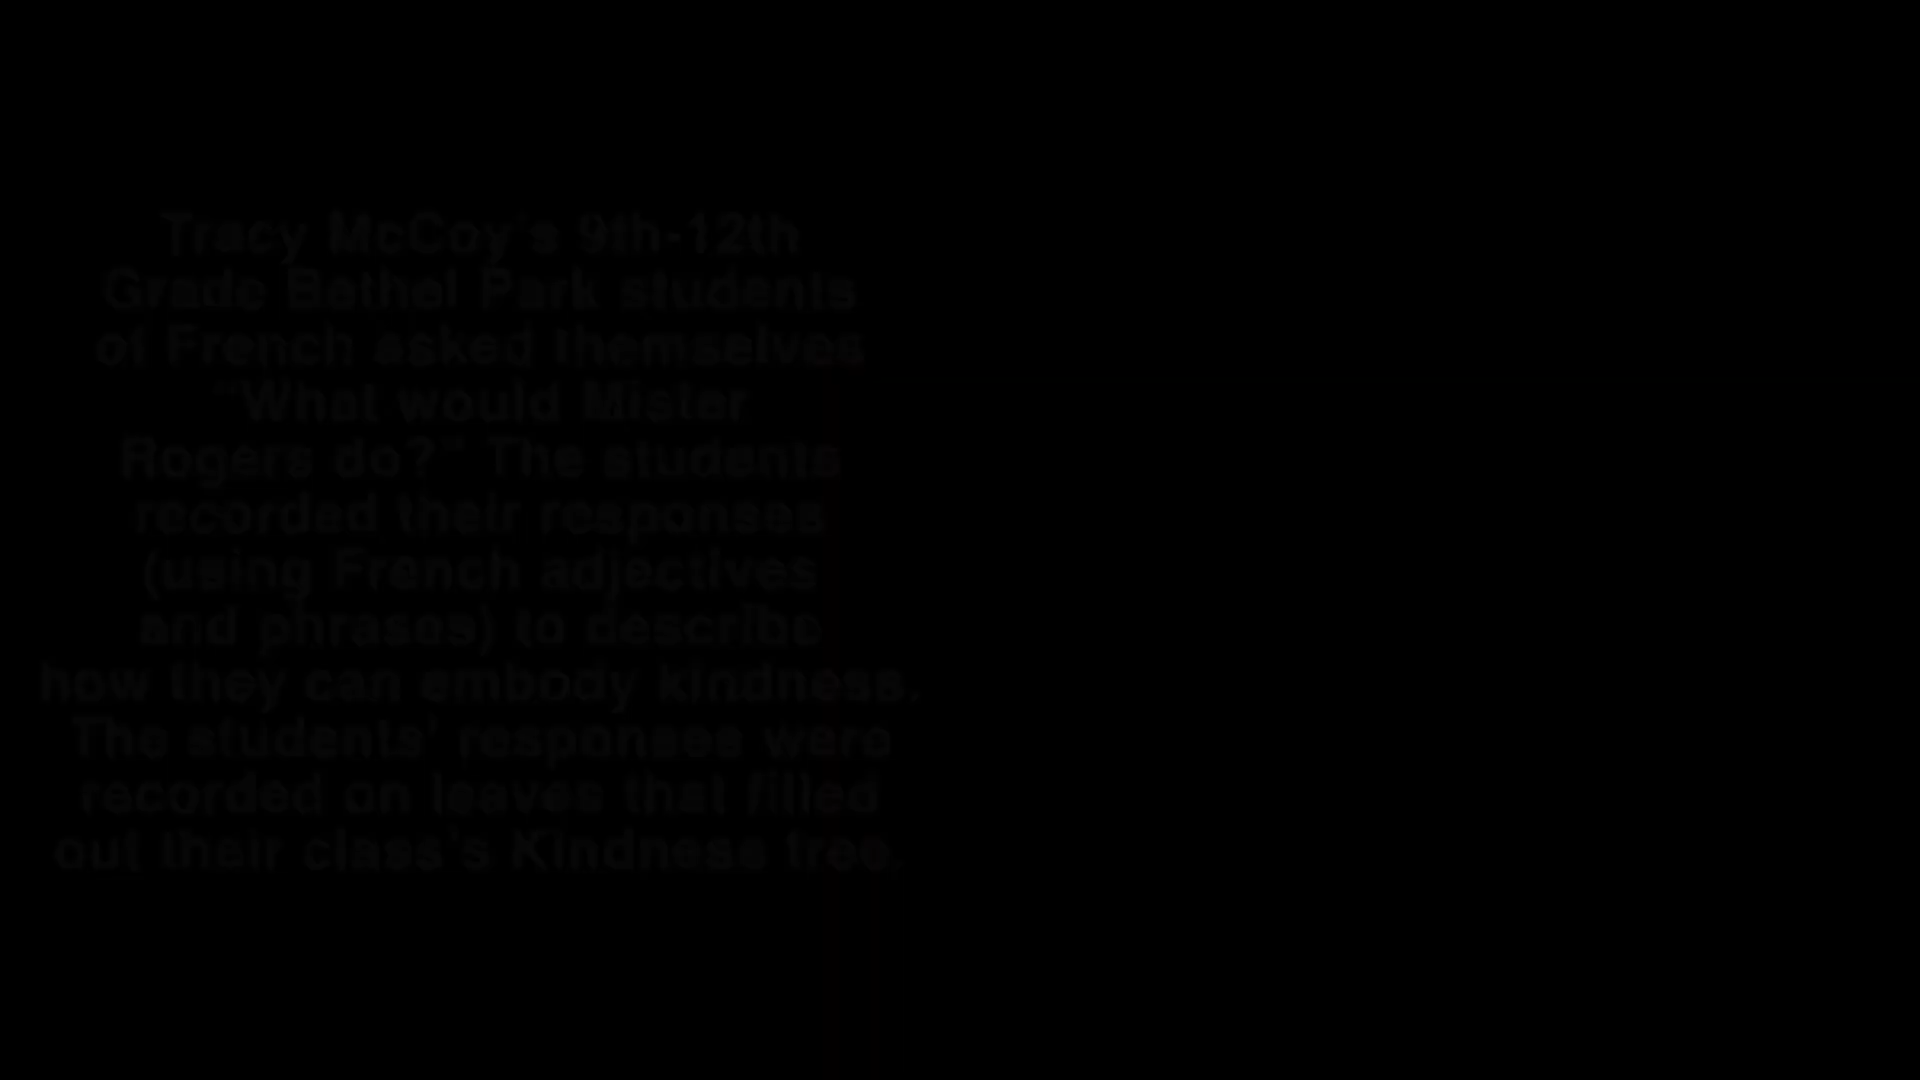 Tracy McCoy's 9th-12th
Grade Bethel Park students
of French asked themselves
"What would Mister
Rogers do?" The students
recorded their responses
(using French adjectives
and phrases) to describe
how they can embody kindness.
The students' responses were
recorded on leaves that filled
out their class's Kindness tree.